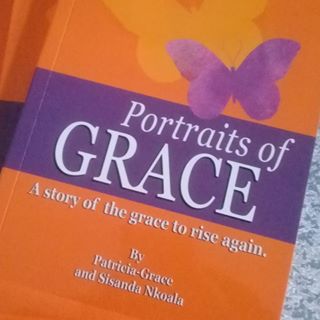 Portraits of
GRACE
A story of the grace to rise again.
By
Patricia-Grace
and Sisanda Nkoala